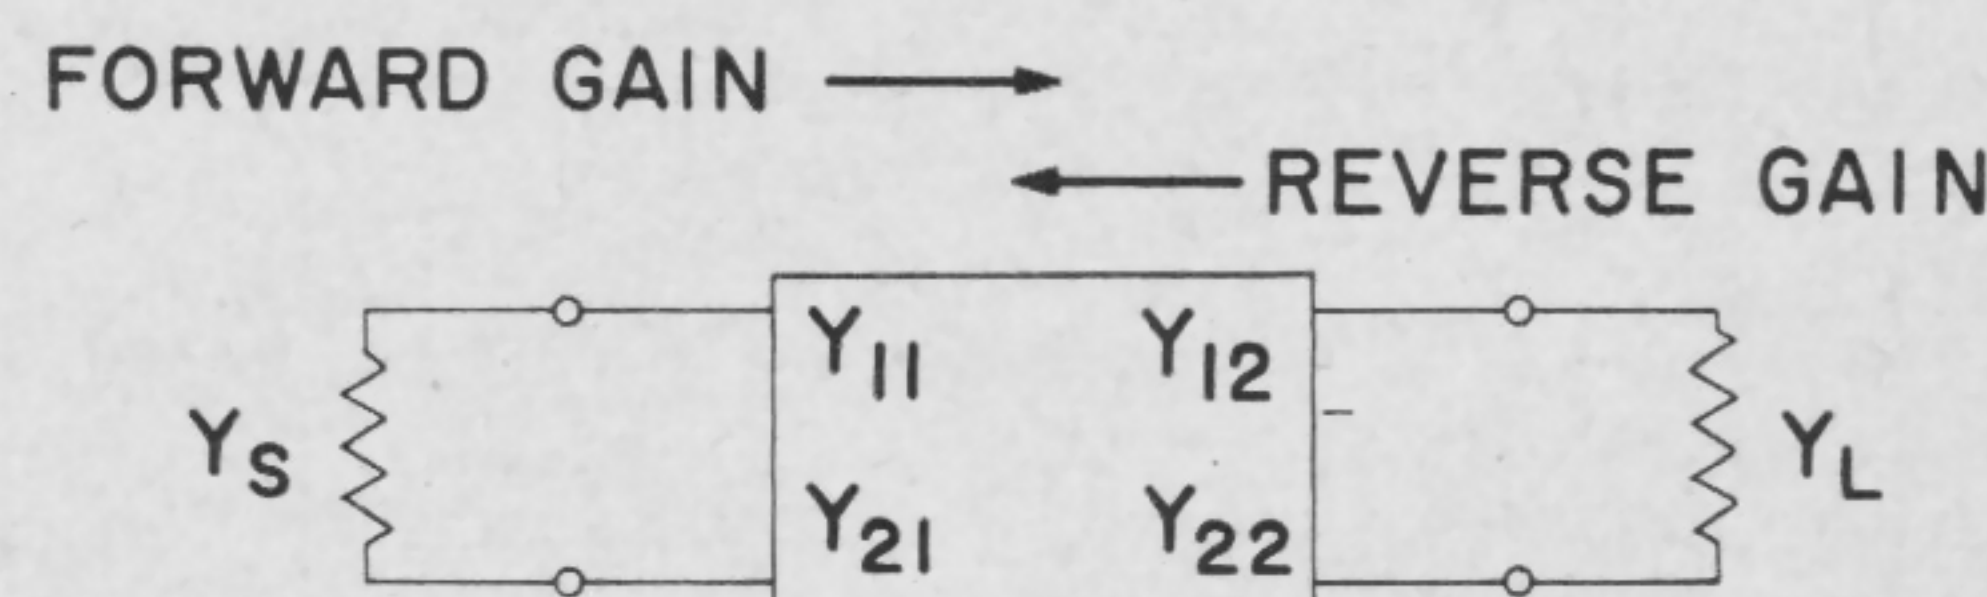 FORWARD GAIN
REVERSE GAIN
Y11 Y12
YS YL
Y21 Y22